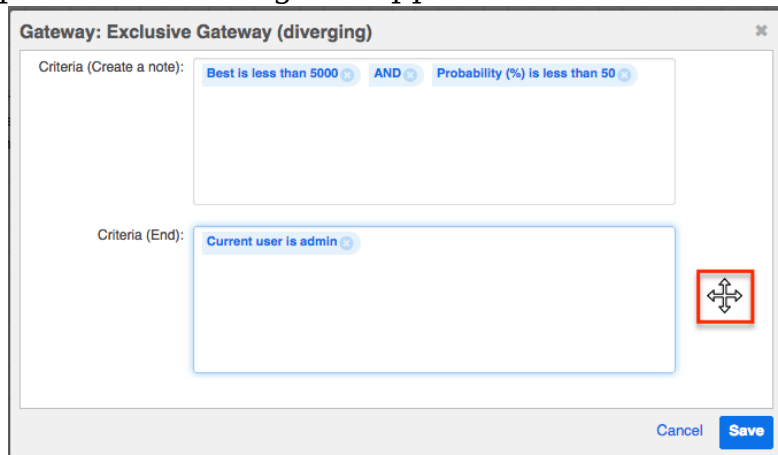 Gateway: Exclusive Gateway (diverging)
Criteria (Create a note):
Best is less than 5000 AND Probability (%) is less than 50
Criteria (End):
Current user is admin
Cancel Save